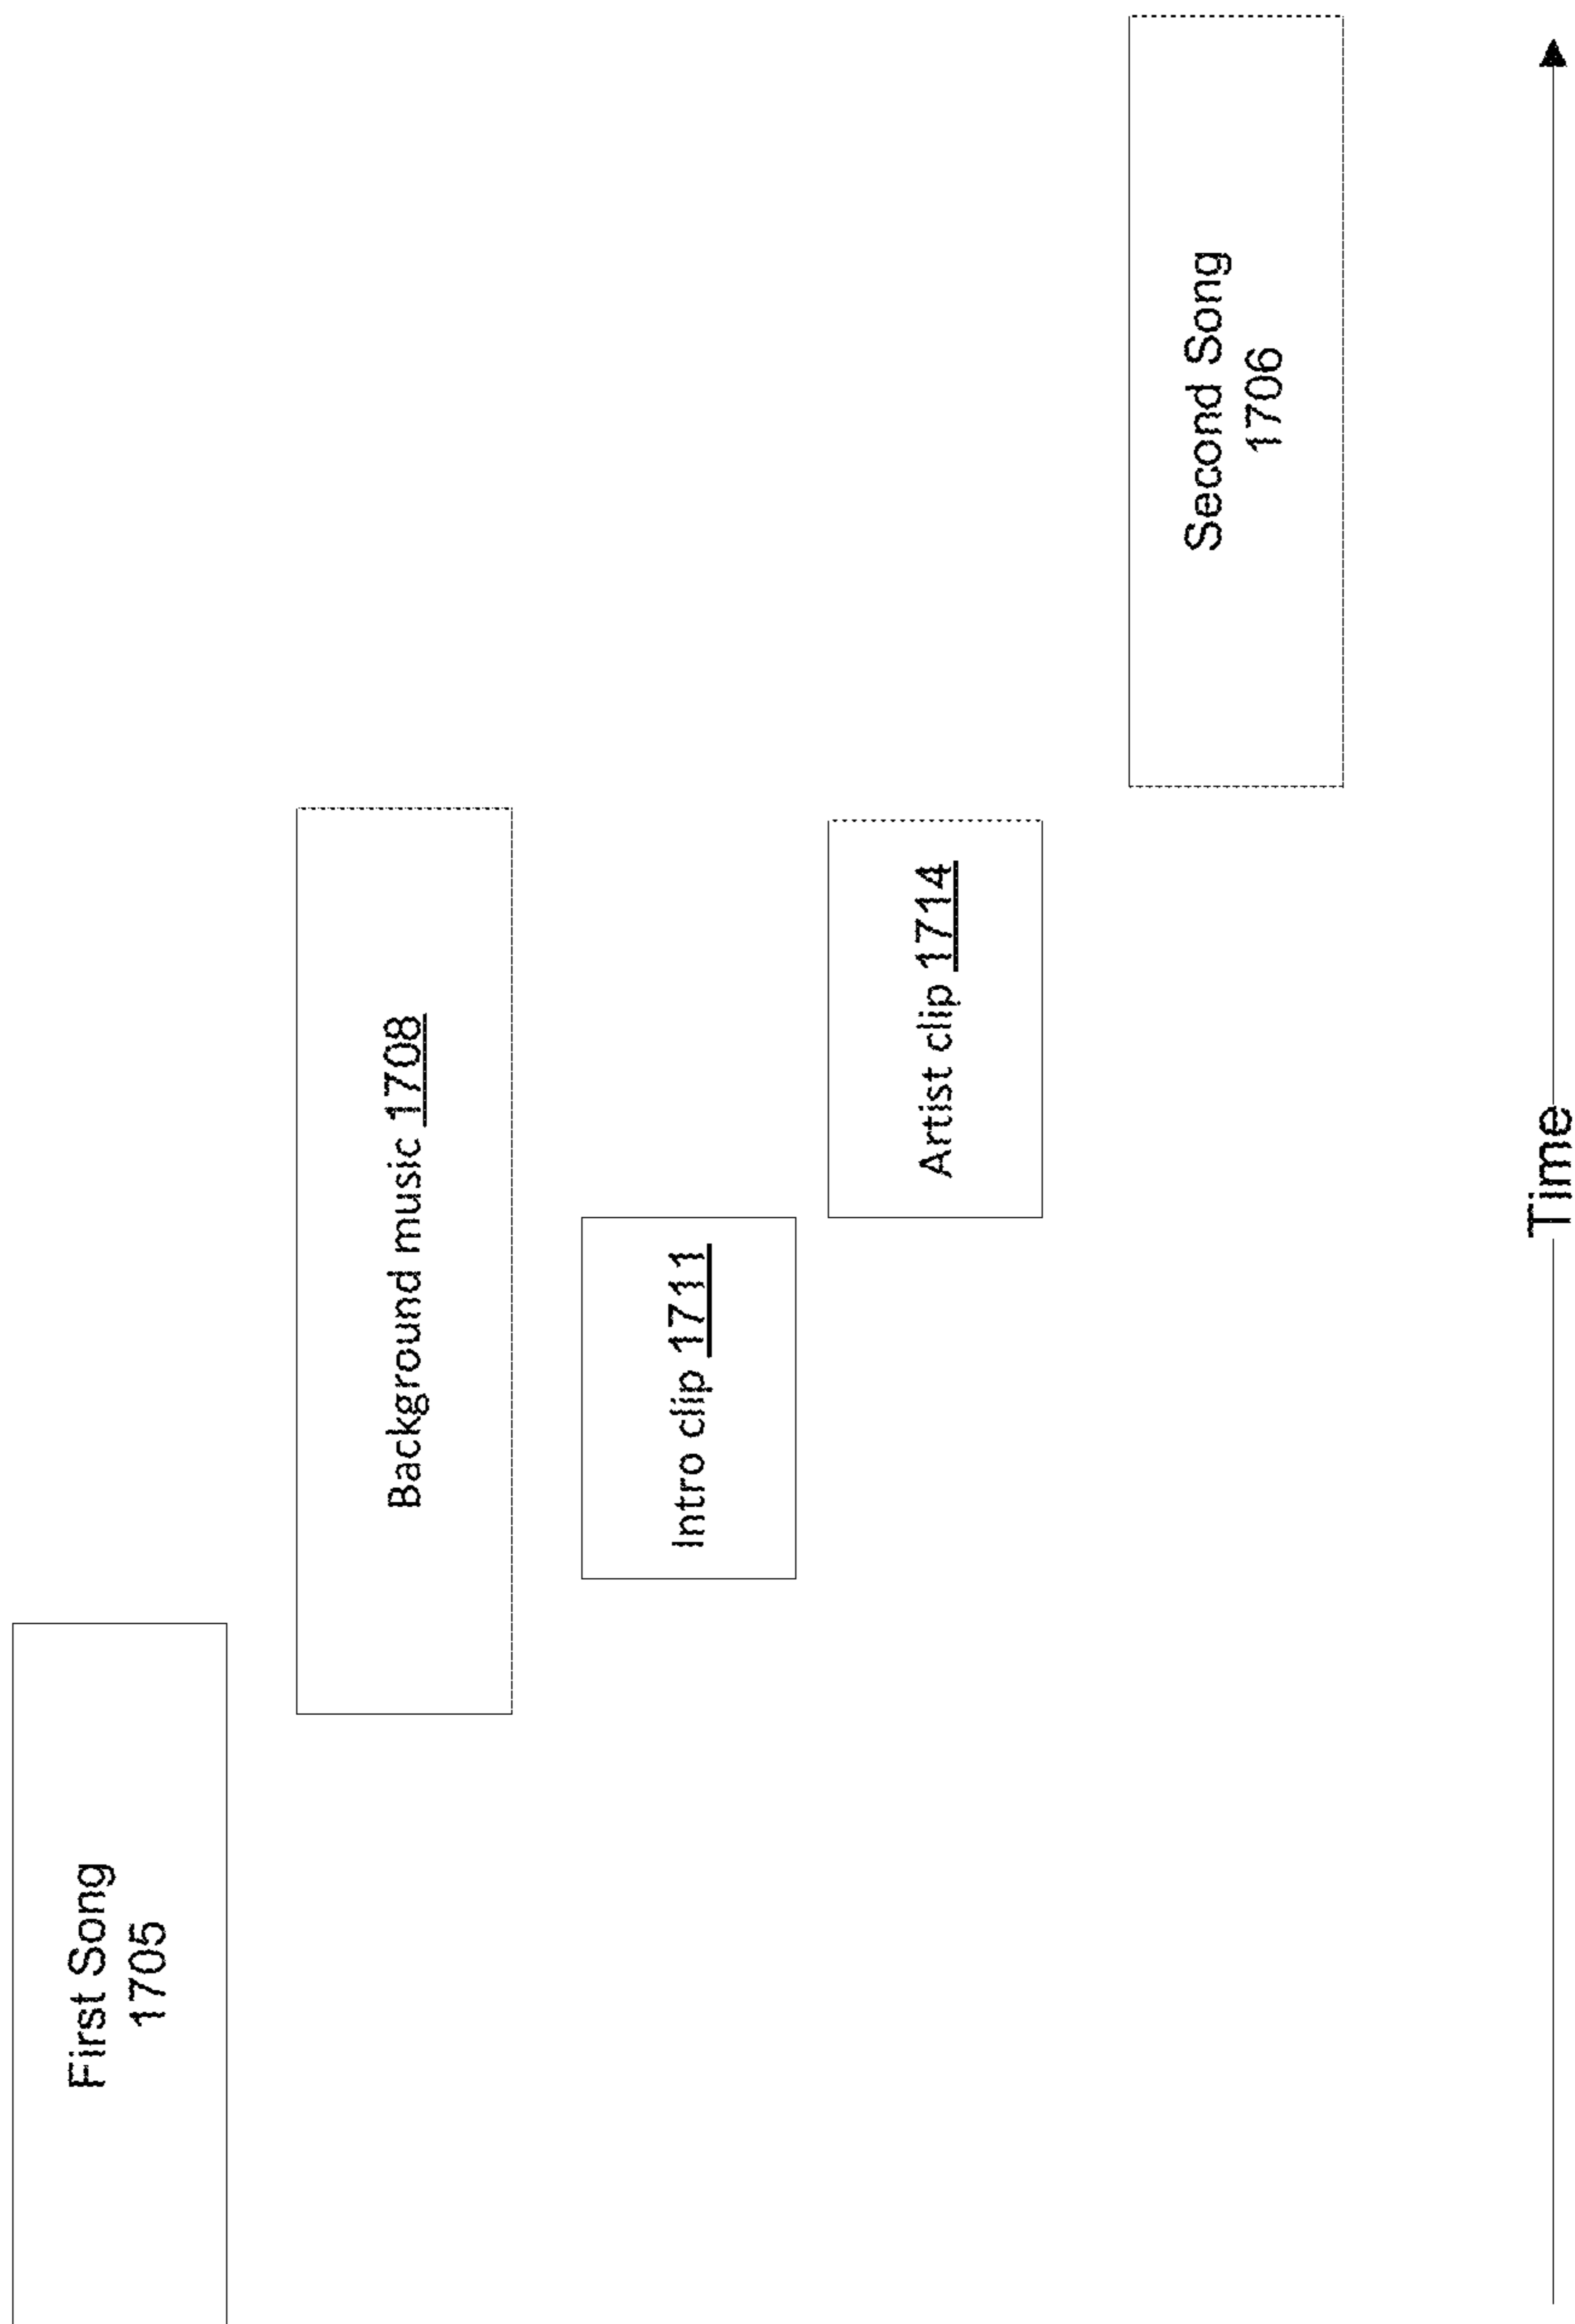 First Song
1705
Background music 1708
Intro clip 1711
Artist clip 1714
Second Song
1706
Time